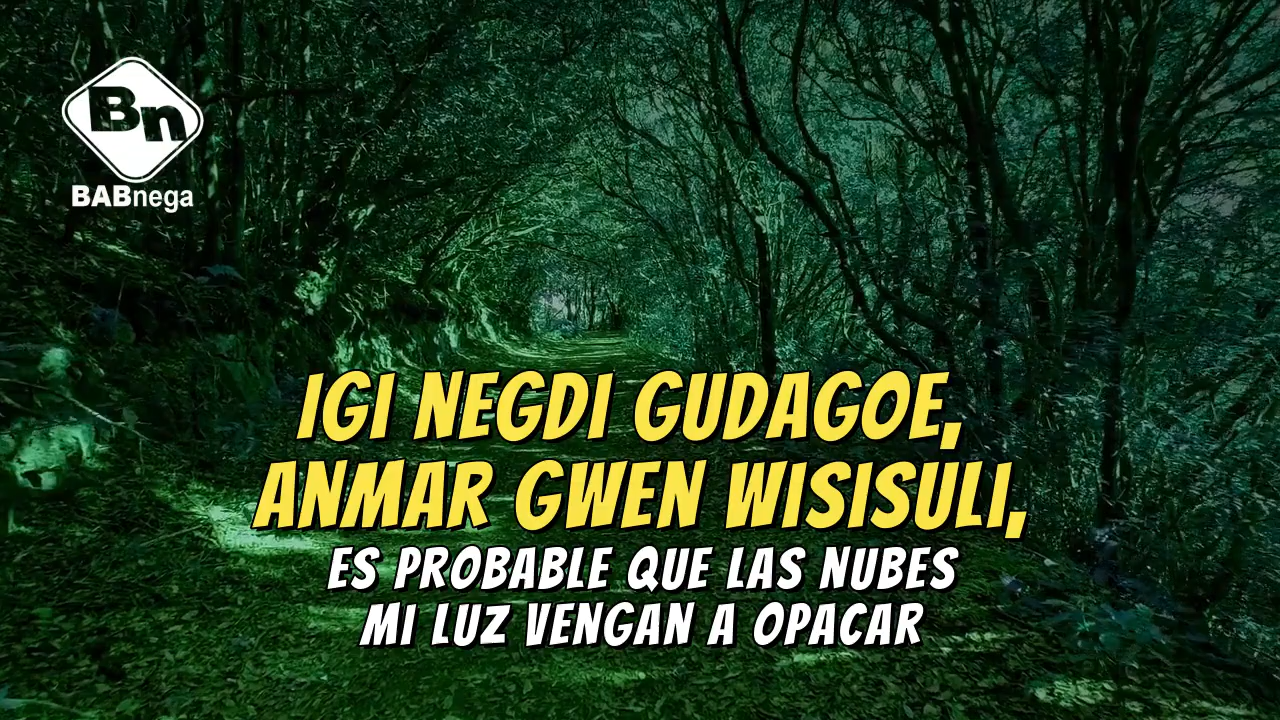 Bn
BABnega
IGI NEGDI GUDAGOE,
ANMAR GWEN WISISULI,
ES PROBABLE QUE LAS NUBES
MI LUZ VENGAN A OPACAR